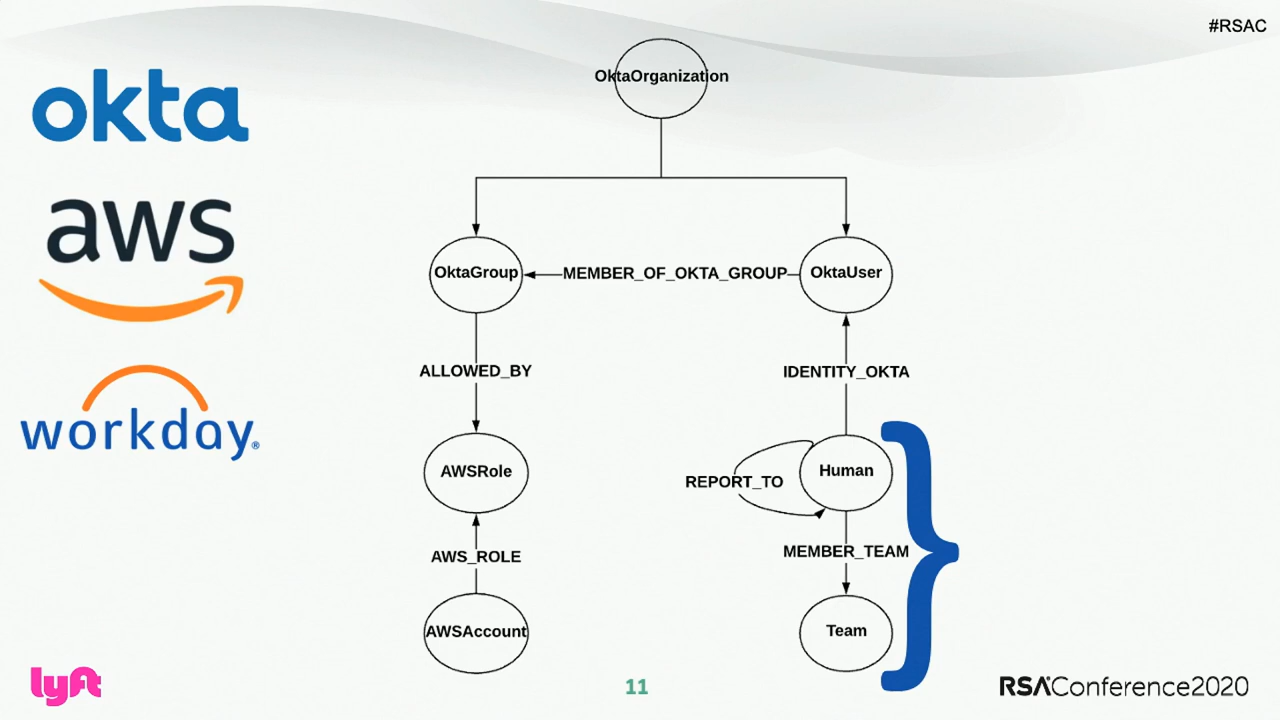 #RSAC
okta
aws
workday®
OktaOrganization
OktaGroup
MEMBER_OF_OKTA_GROUP
OktaUser
ALLOWED_BY
IDENTITY_OKTA
AWSRole
REPORT_TO
Human
AWS_ROLE
MEMBER_TEAM
AWSAccount
Team
}
lyft
11
RSAConference2020